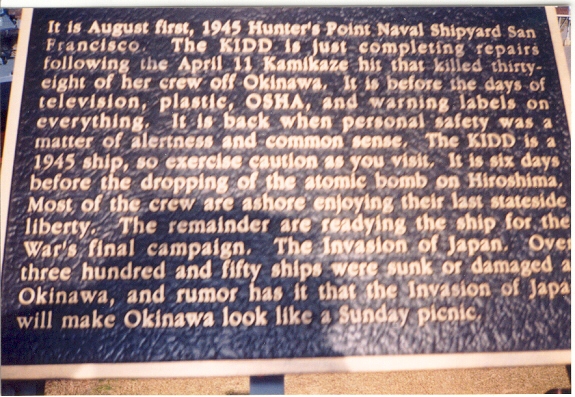 It is August first, 1945 Hunter's Point Naval Shipyard San
Francisco. The KIDD is just completing repairs
following the April 11 Kamikaze hit that killed thirty-
eight of her crew off Okinawa. It is before the days of
television, plastic, OSHA, and warning labels on
everything. It is back when personal safety was a
matter of alertness and common sense. The KIDD is a
1945 ship, so exercise caution as you visit. It is six days
before the dropping of the atomic bomb on Hiroshima.
Most of the crew are ashore enjoying their last stateside
liberty. The remainder are readying the ship for the
War's final campaign. The Invasion of Japan. Over
three hundred and fifty ships were sunk or damaged a
Okinawa, and rumor has it that the Invasion of Japa
will make Okinawa look like a Sunday picnic.